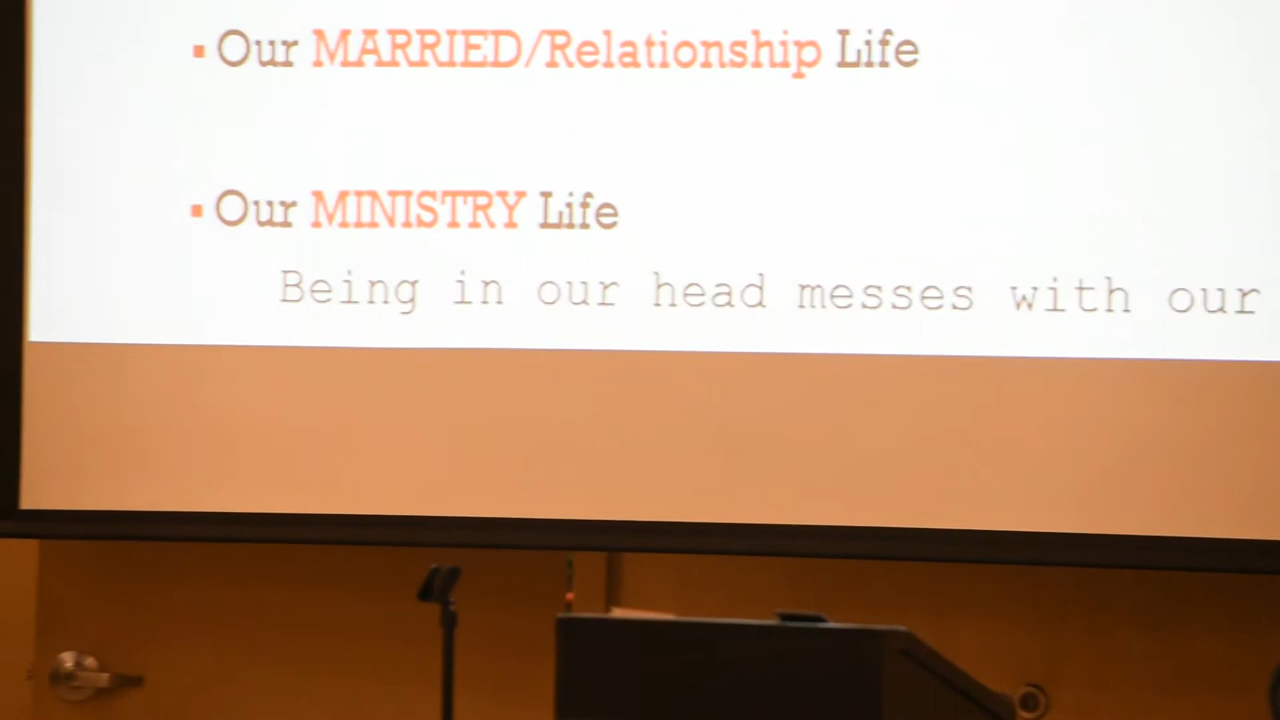 ▪ Our MARRIED/Relationship Life
▪ Our MINISTRY Life
Being in our head messes with our